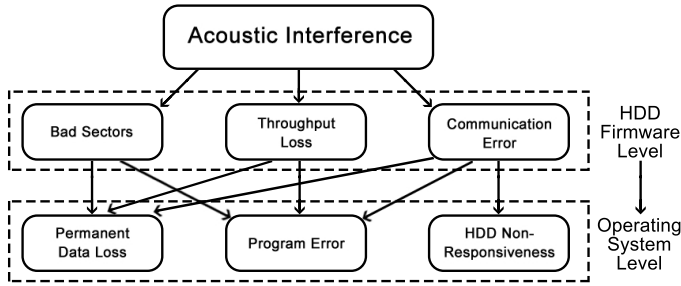 Acoustic Interference
Bad Sectors
Throughput
Loss
Communication
Error
HDD
Firmware
Level
Permanent
Data Loss
Program Error
HDD Non-
Responsiveness
Operating
System
Level